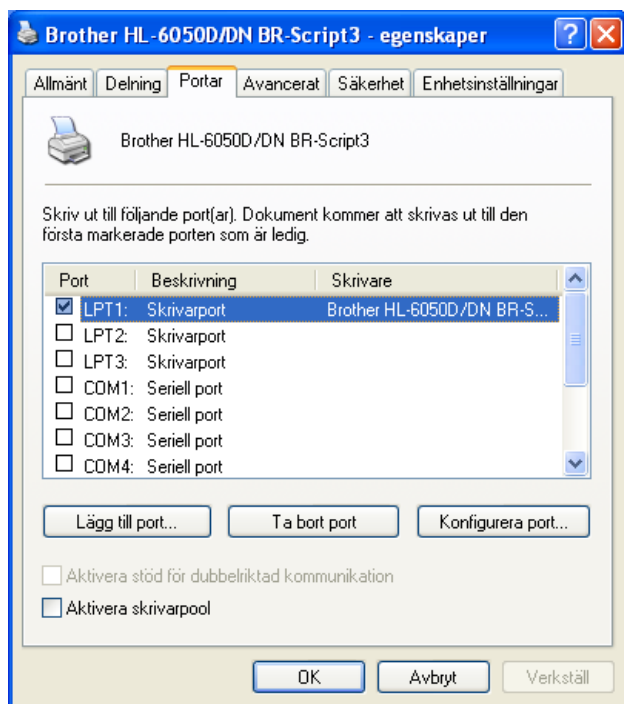 Brother HL-6050D/DN BR-Script3 - egenskaper
Allmänt Delning Portar Avancerat Säkerhet Enhetsinställningar
Brother HL-6050D/DN BR-Script3
Skriv ut till följande port(ar). Dokument kommer att skrivas ut till den
första markerade porten som är ledig.
Port Beskrivning Skrivare
LPT1: Skrivarport Brother HL-6050D/DN BR-S...
LPT2: Skrivarport
LPT3: Skrivarport
COM1: Seriell port
COM2: Seriell port
COM3: Seriell port
COM4: Seriell port
Lägg till port... Ta bort port Konfigurera port...
Aktivera stöd för dubbelriktad kommunikation
Aktivera skrivarpool
OK Avbryt Verkställ